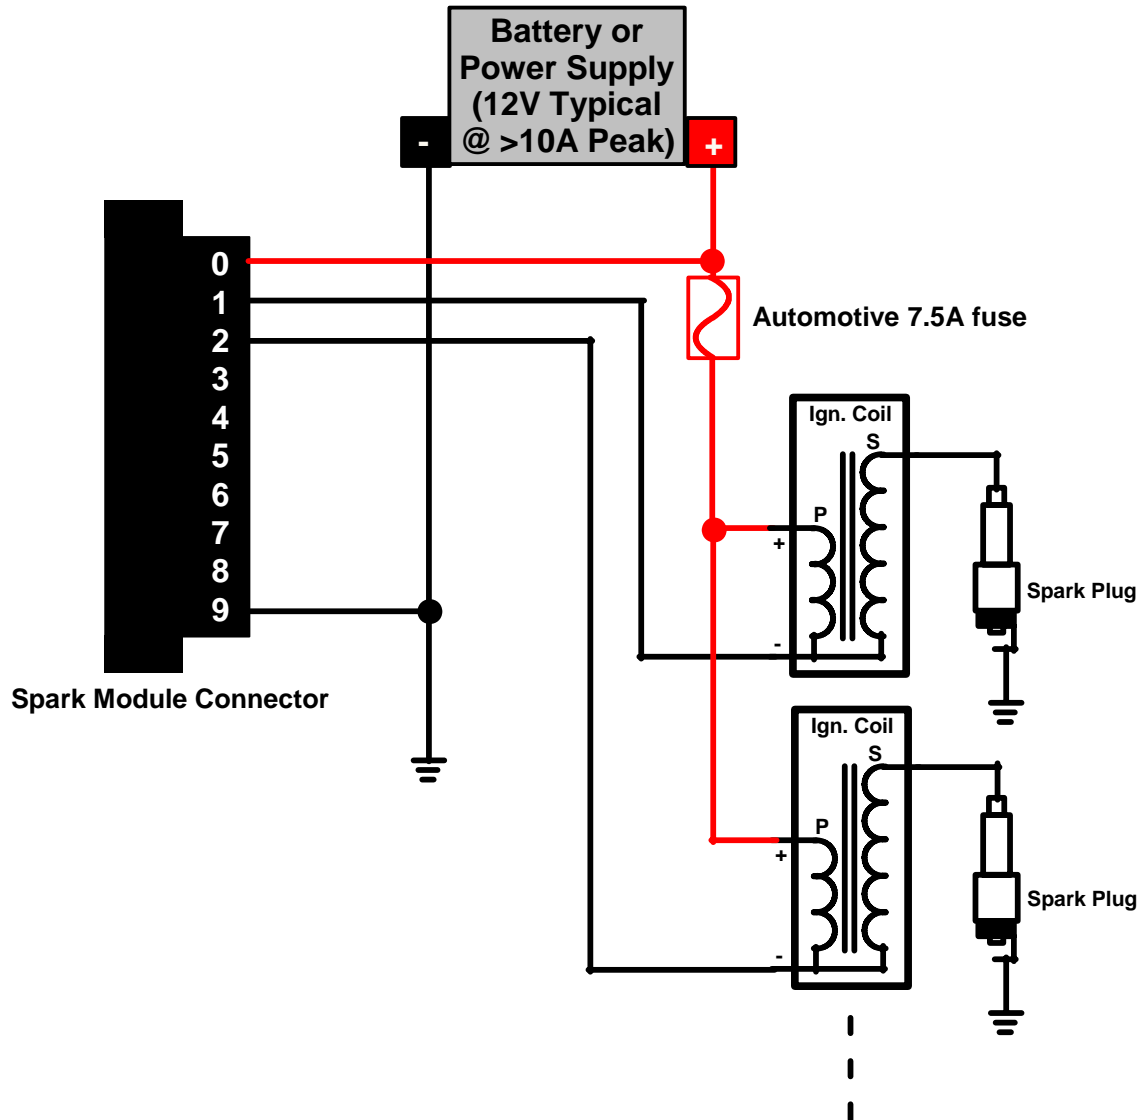 Battery or
Power Supply
(12V Typical
@ >10A Peak)
-
+
0
1
2
3
4
5
6
7
8
9
Spark Module Connector
Automotive 7.5A fuse
Ign. Coil
S
P
+
-
Spark Plug
Ign. Coil
S
P
+
-
Spark Plug